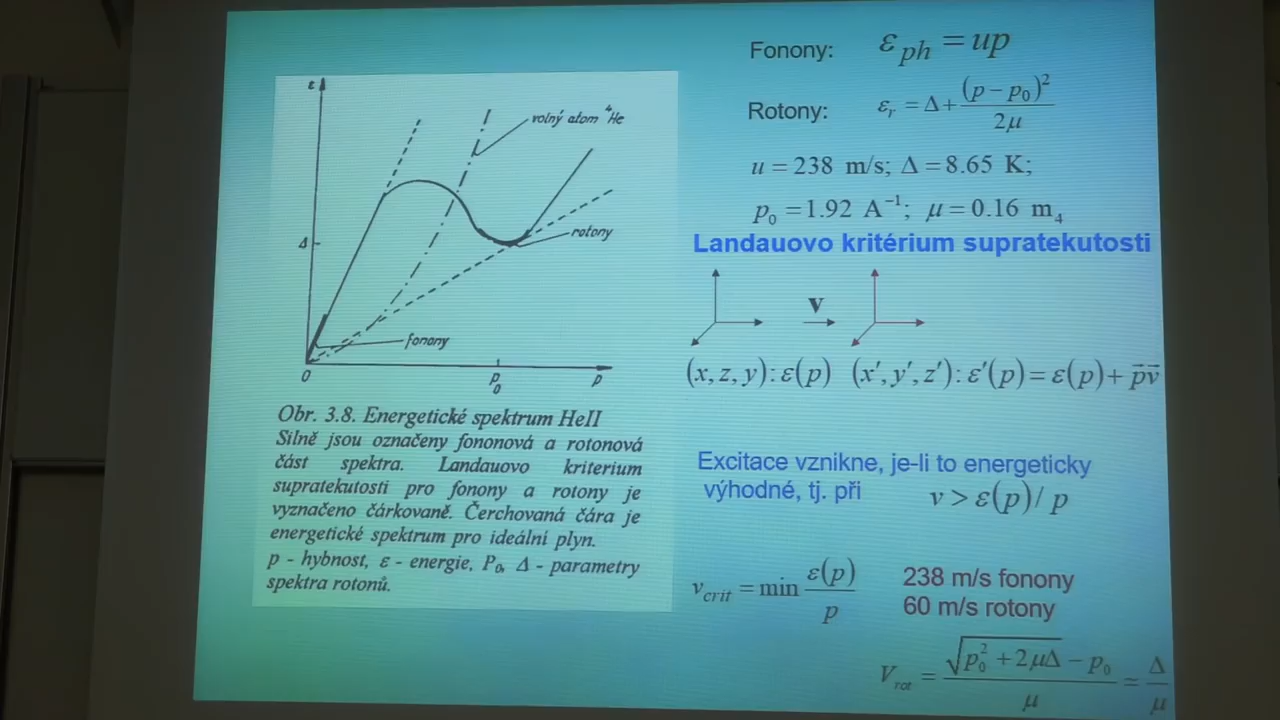 ε
volný atom ⁴He
Δ
rotony
fonony
0
P₀
p
Obr. 3.8. Energetické spektrum HeII
Silně jsou označeny fononová a rotonová
část spektra. Landauovo kriterium
supratekutosti pro fonony a rotony je
vyznačeno čárkovaně. Čerchovaná čára je
energetické spektrum pro ideální plyn.
p - hybnost, ε - energie, P₀, Δ - parametry
spektra rotonů.
Fonony: ε_ph = up
Rotony: ε_r = Δ + (p − p₀)² / 2μ
u = 238 m/s; Δ = 8.65 K;
p₀ = 1.92 A⁻¹; μ = 0.16 m₄
Landauovo kritérium supratekutosti
v
(x, z, y) : ε(p) (x′, y′, z′) : ε′(p) = ε(p) + p⃗v⃗
Excitace vznikne, je-li to energeticky
výhodné, tj. při v > ε(p) / p
v_crit = min ε(p) / p
238 m/s fonony
60 m/s rotony
V_rot = (√(p₀² + 2μΔ) − p₀) / μ ≃ Δ / μ